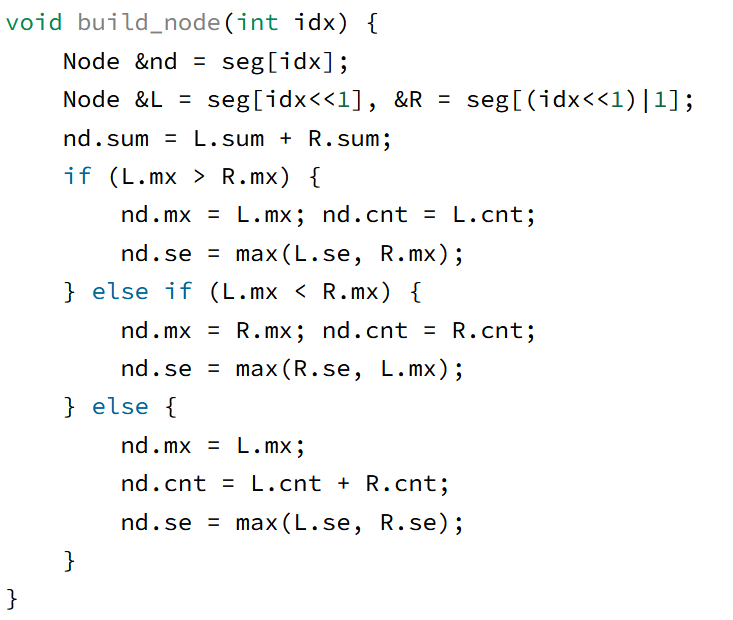 void build_node(int idx) {
    Node &nd = seg[idx];
    Node &L = seg[idx<<1], &R = seg[(idx<<1)|1];
    nd.sum = L.sum + R.sum;
    if (L.mx > R.mx) {
        nd.mx = L.mx; nd.cnt = L.cnt;
        nd.se = max(L.se, R.mx);
    } else if (L.mx < R.mx) {
        nd.mx = R.mx; nd.cnt = R.cnt;
        nd.se = max(R.se, L.mx);
    } else {
        nd.mx = L.mx;
        nd.cnt = L.cnt + R.cnt;
        nd.se = max(L.se, R.se);
    }
}